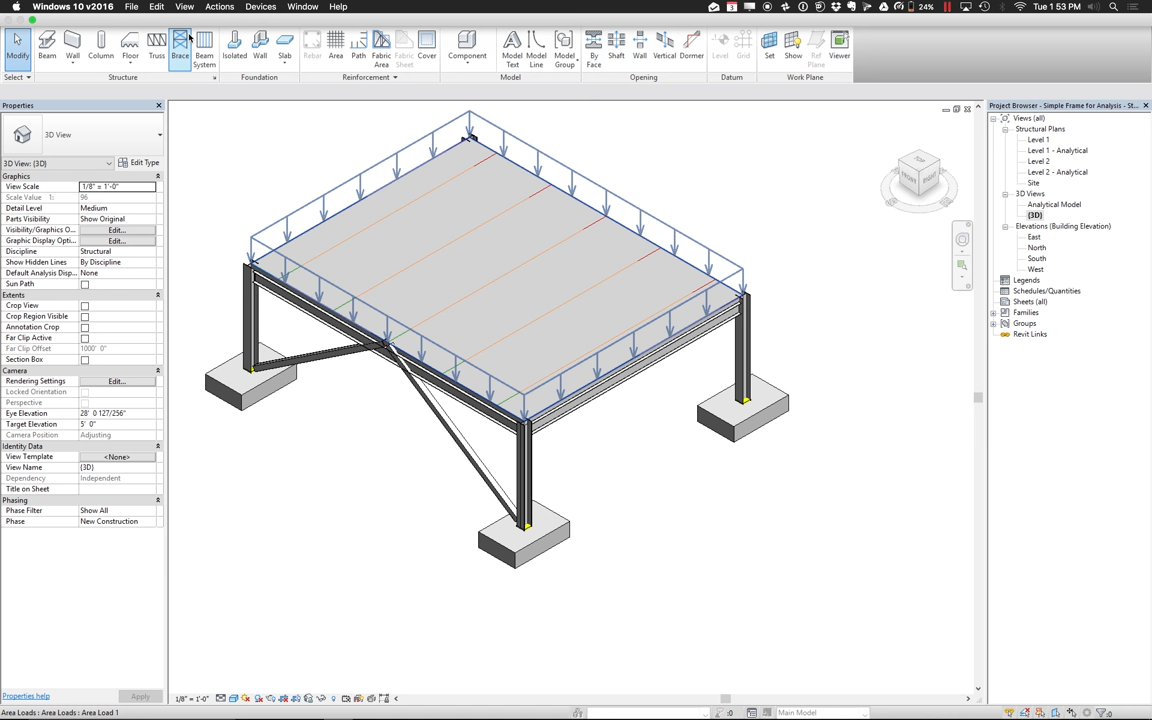 Windows 10 v2016 File Edit View Actions Devices Window Help 24% Tue 1 53 PM
Modify Beam Wall Column Floor Truss Brace Beam System Isolated Wall Slab Rebar Area Path Fabric Area Fabric Sheet Cover Component Model Text Model Line Model Group By Face Shaft Wall Vertical Dormer Level Grid Set Show Ref Plane Viewer
Select Structure Foundation Reinforcement Model Opening Datum Work Plane
Properties
3D View
3D View: {3D} Edit Type
Graphics
View Scale 1/8" = 1'-0"
Scale Value 1: 96
Detail Level Medium
Parts Visibility Show Original
Visibility/Graphics O... Edit...
Graphic Display Opti... Edit...
Discipline Structural
Show Hidden Lines By Discipline
Default Analysis Disp... None
Sun Path
Extents
Crop View
Crop Region Visible
Annotation Crop
Far Clip Active
Far Clip Offset 1000' 0"
Section Box
Camera
Rendering Settings Edit...
Locked Orientation
Perspective
Eye Elevation 28' 0 127/256"
Target Elevation 5' 0"
Camera Position Adjusting
Identity Data
View Template <None>
View Name {3D}
Dependency Independent
Title on Sheet
Phasing
Phase Filter Show All
Phase New Construction
Properties help Apply
TOP
FRONT RIGHT
Project Browser - Simple Frame for Analysis - St...
Views (all)
Structural Plans
Level 1
Level 1 - Analytical
Level 2
Level 2 - Analytical
Site
3D Views
Analytical Model
{3D}
Elevations (Building Elevation)
East
North
South
West
Legends
Schedules/Quantities
Sheets (all)
Families
Groups
Revit Links
1/8" = 1'-0"
Area Loads : Area Loads : Area Load 1 :0 Main Model :0